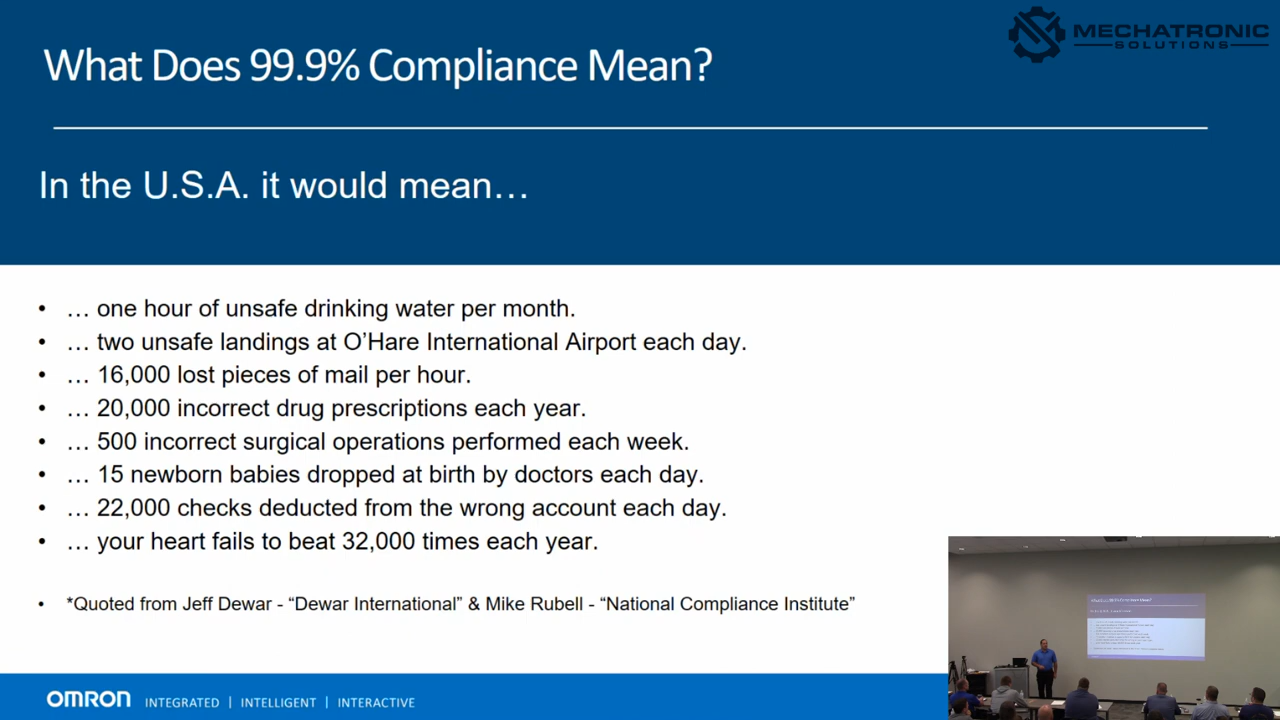 MECHATRONIC
SOLUTIONS
What Does 99.9% Compliance Mean?
In the U.S.A. it would mean…
• … one hour of unsafe drinking water per month.
• … two unsafe landings at O’Hare International Airport each day.
• … 16,000 lost pieces of mail per hour.
• … 20,000 incorrect drug prescriptions each year.
• … 500 incorrect surgical operations performed each week.
• … 15 newborn babies dropped at birth by doctors each day.
• … 22,000 checks deducted from the wrong account each day.
• … your heart fails to beat 32,000 times each year.
• *Quoted from Jeff Dewar - “Dewar International” & Mike Rubell - “National Compliance Institute”
OMRON INTEGRATED | INTELLIGENT | INTERACTIVE